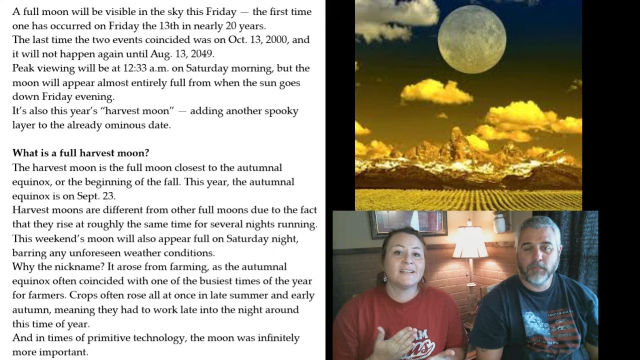 A full moon will be visible in the sky this Friday — the first time
one has occurred on Friday the 13th in nearly 20 years.
The last time the two events coincided was on Oct. 13, 2000, and
it will not happen again until Aug. 13, 2049.
Peak viewing will be at 12:33 a.m. on Saturday morning, but the
moon will appear almost entirely full from when the sun goes
down Friday evening.
It's also this year's “harvest moon” — adding another spooky
layer to the already ominous date.
What is a full harvest moon?
The harvest moon is the full moon closest to the autumnal
equinox, or the beginning of the fall. This year, the autumnal
equinox is on Sept. 23.
Harvest moons are different from other full moons due to the fact
that they rise at roughly the same time for several nights running.
This weekend's moon will also appear full on Saturday night,
barring any unforeseen weather conditions.
Why the nickname? It arose from farming, as the autumnal
equinox often coincided with one of the busiest times of the year
for farmers. Crops often rose all at once in late summer and early
autumn, meaning they had to work late into the night around
this time of year.
And in times of primitive technology, the moon was infinitely
more important.